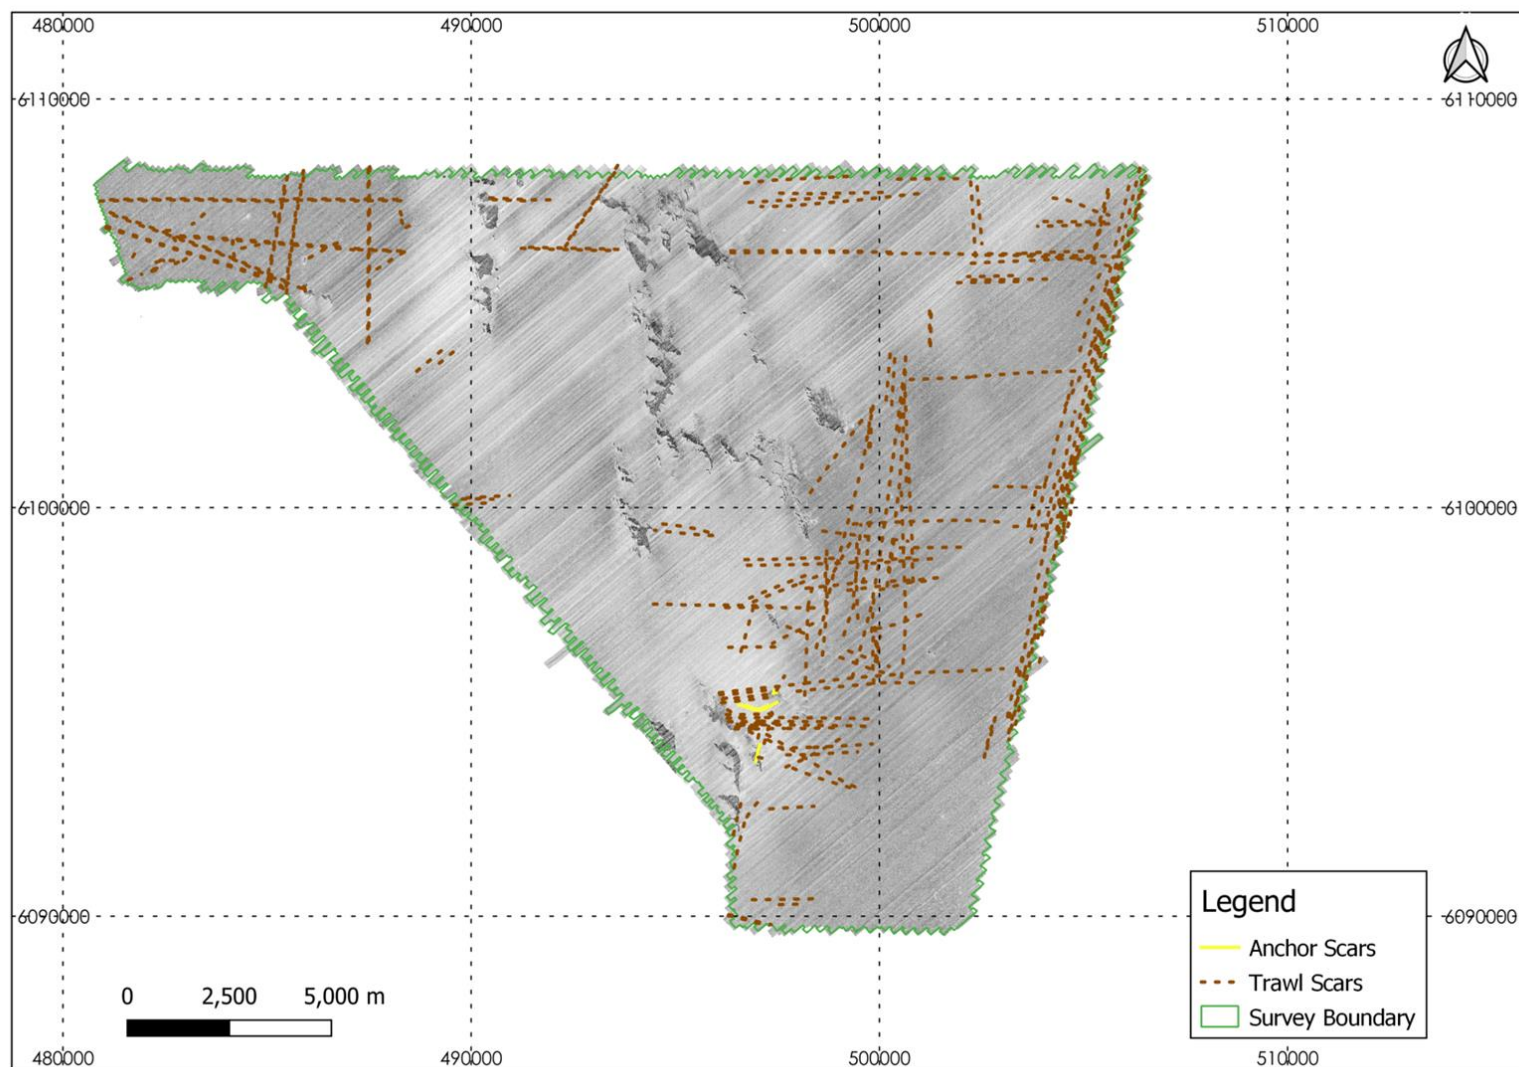 480000 490000 500000 510000
6110000 6110000
6100000 6100000
6090000 6090000
Legend
Anchor Scars
Trawl Scars
Survey Boundary
0 2,500 5,000 m
480000 490000 500000 510000